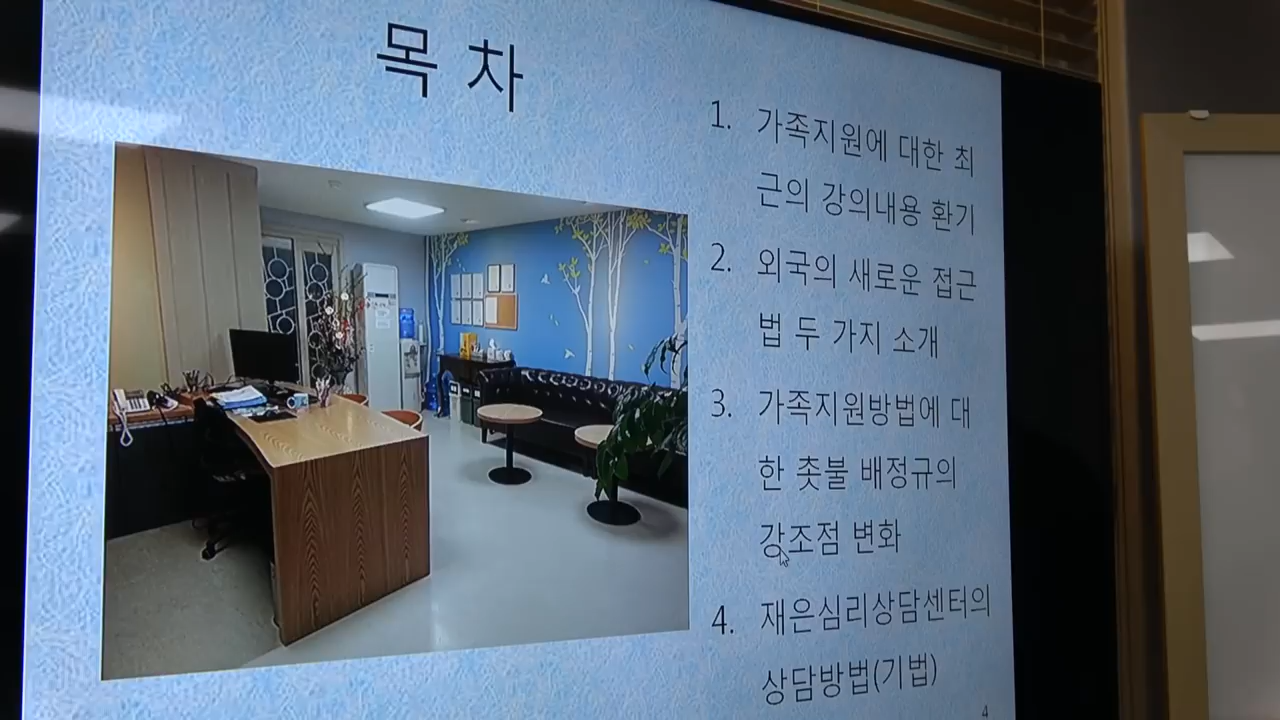 목 차
1. 가족지원에 대한 최
근의 강의내용 환기
2. 외국의 새로운 접근
법 두 가지 소개
3. 가족지원방법에 대
한 촛불 배정규의
강조점 변화
4. 재은심리상담센터의
상담방법(기법)
4